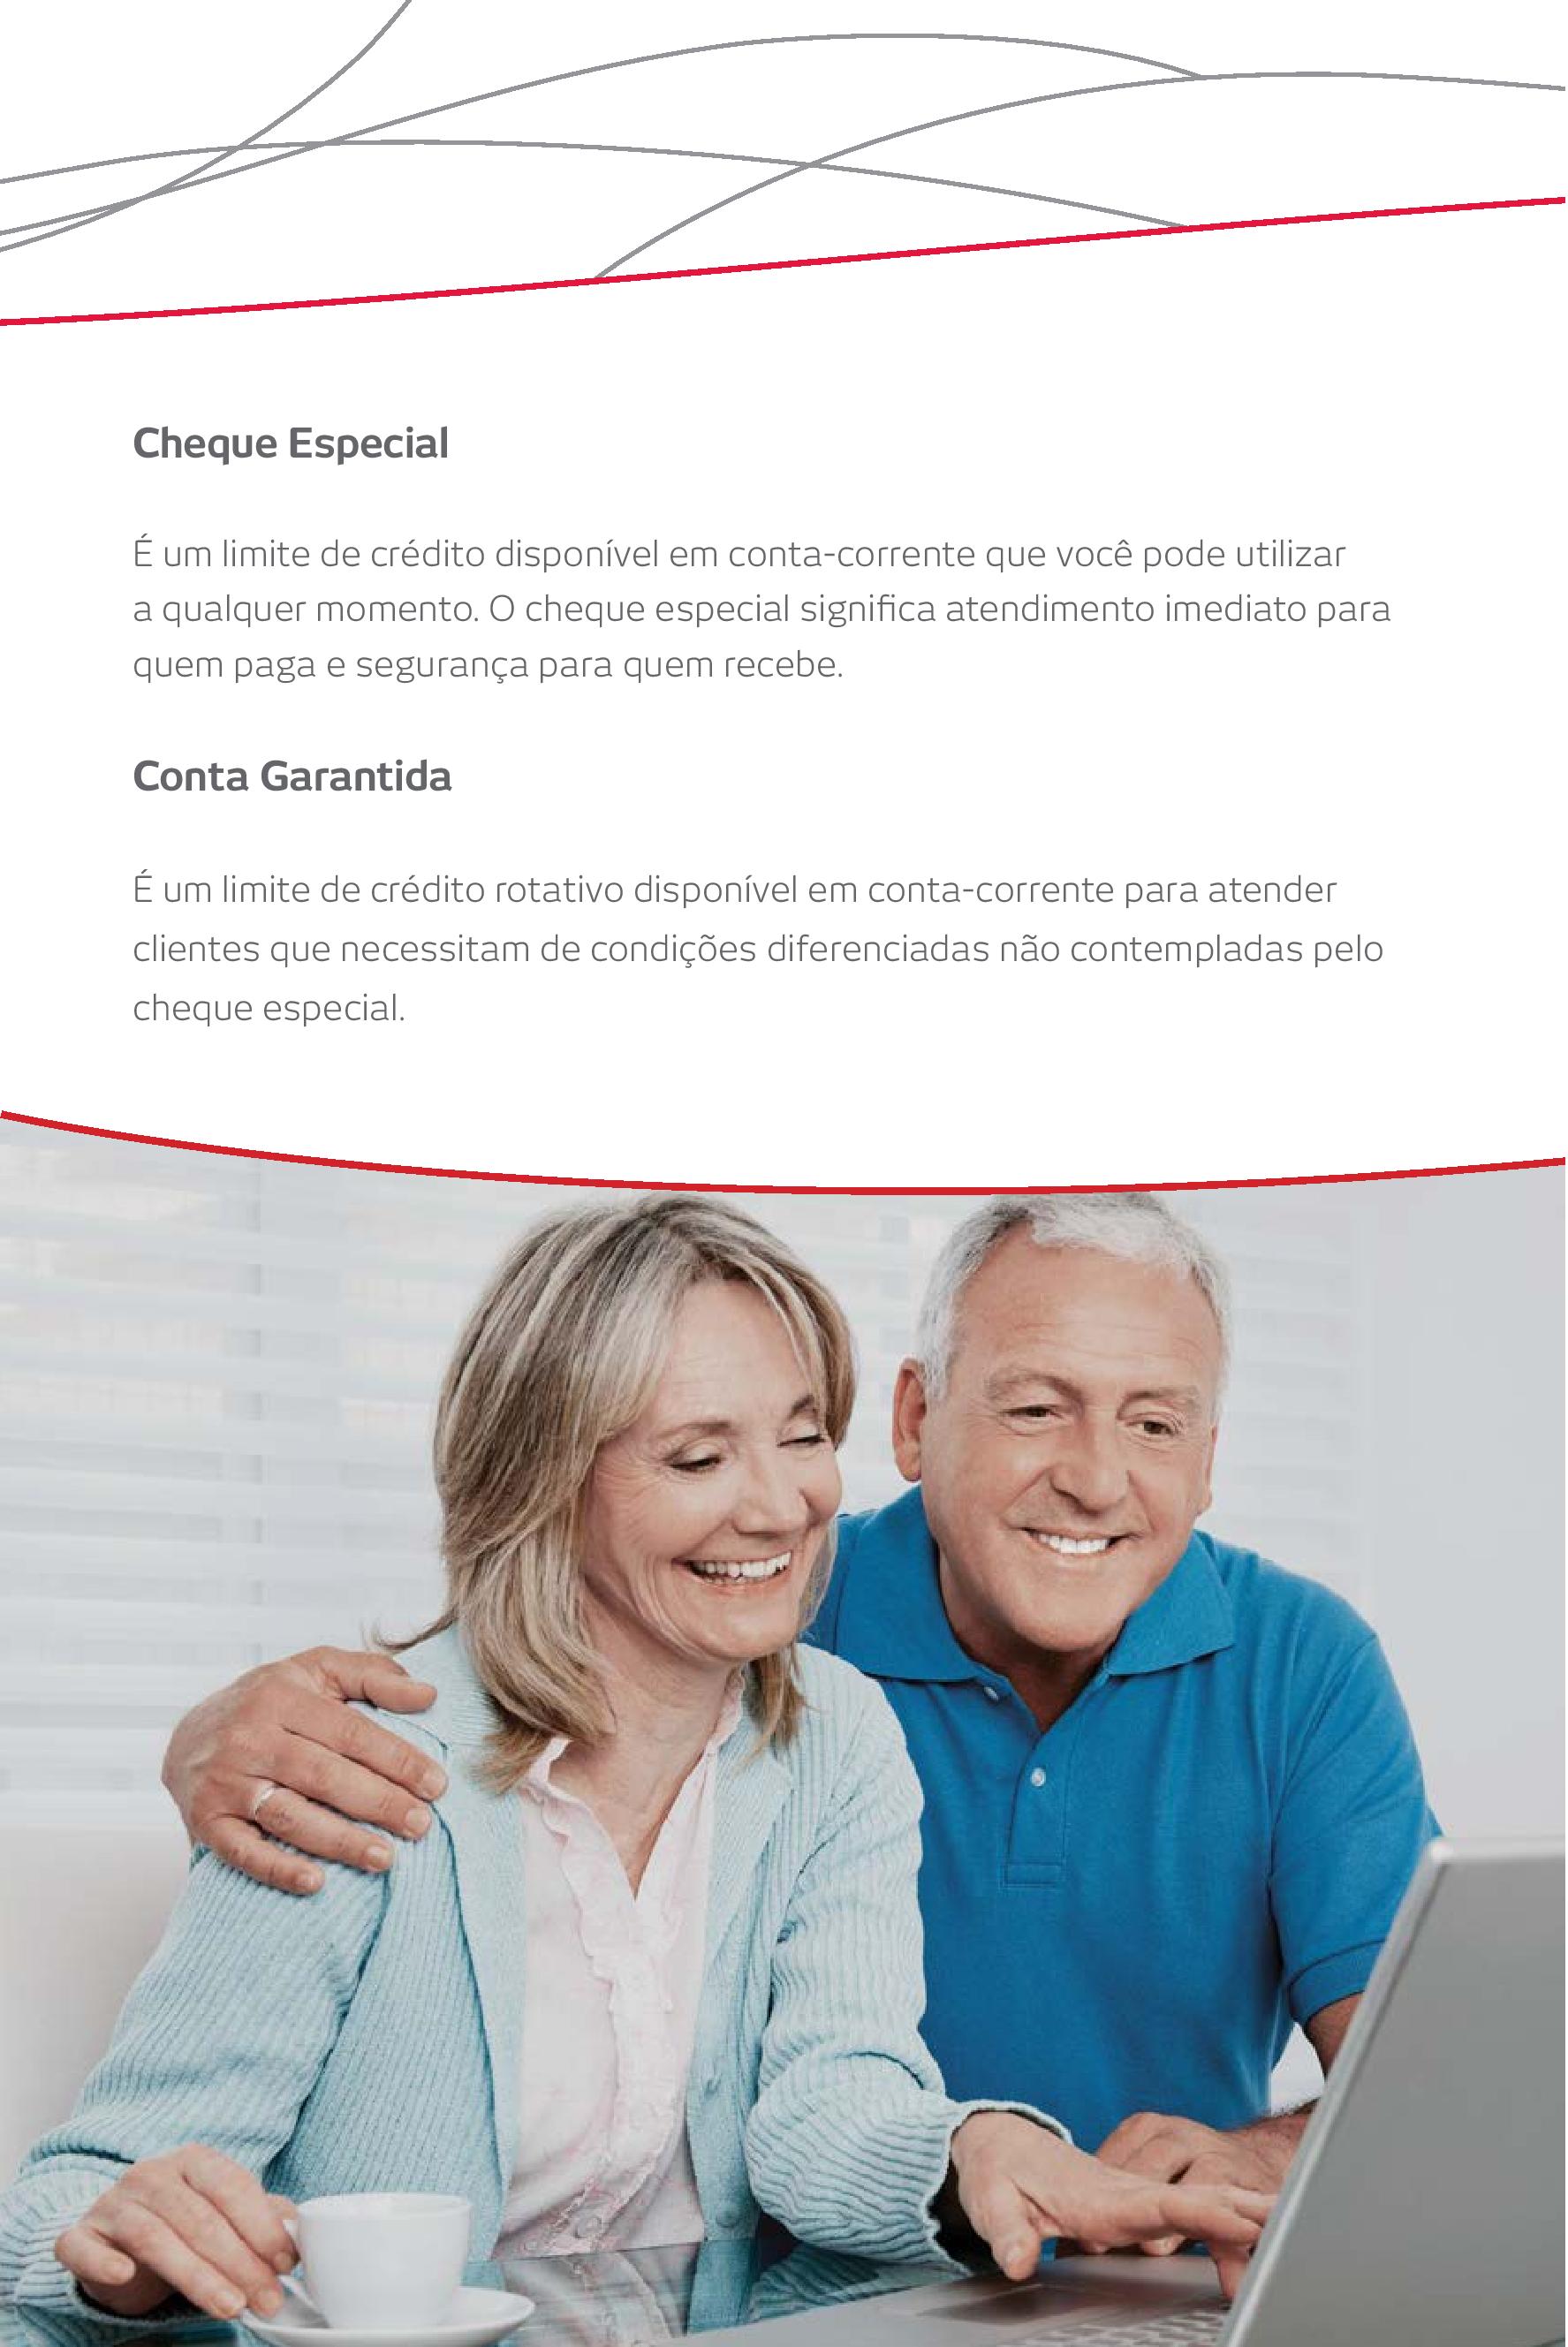 Cheque Especial
É um limite de crédito disponível em conta-corrente que você pode utilizar
a qualquer momento. O cheque especial significa atendimento imediato para
quem paga e segurança para quem recebe.
Conta Garantida
É um limite de crédito rotativo disponível em conta-corrente para atender
clientes que necessitam de condições diferenciadas não contempladas pelo
cheque especial.